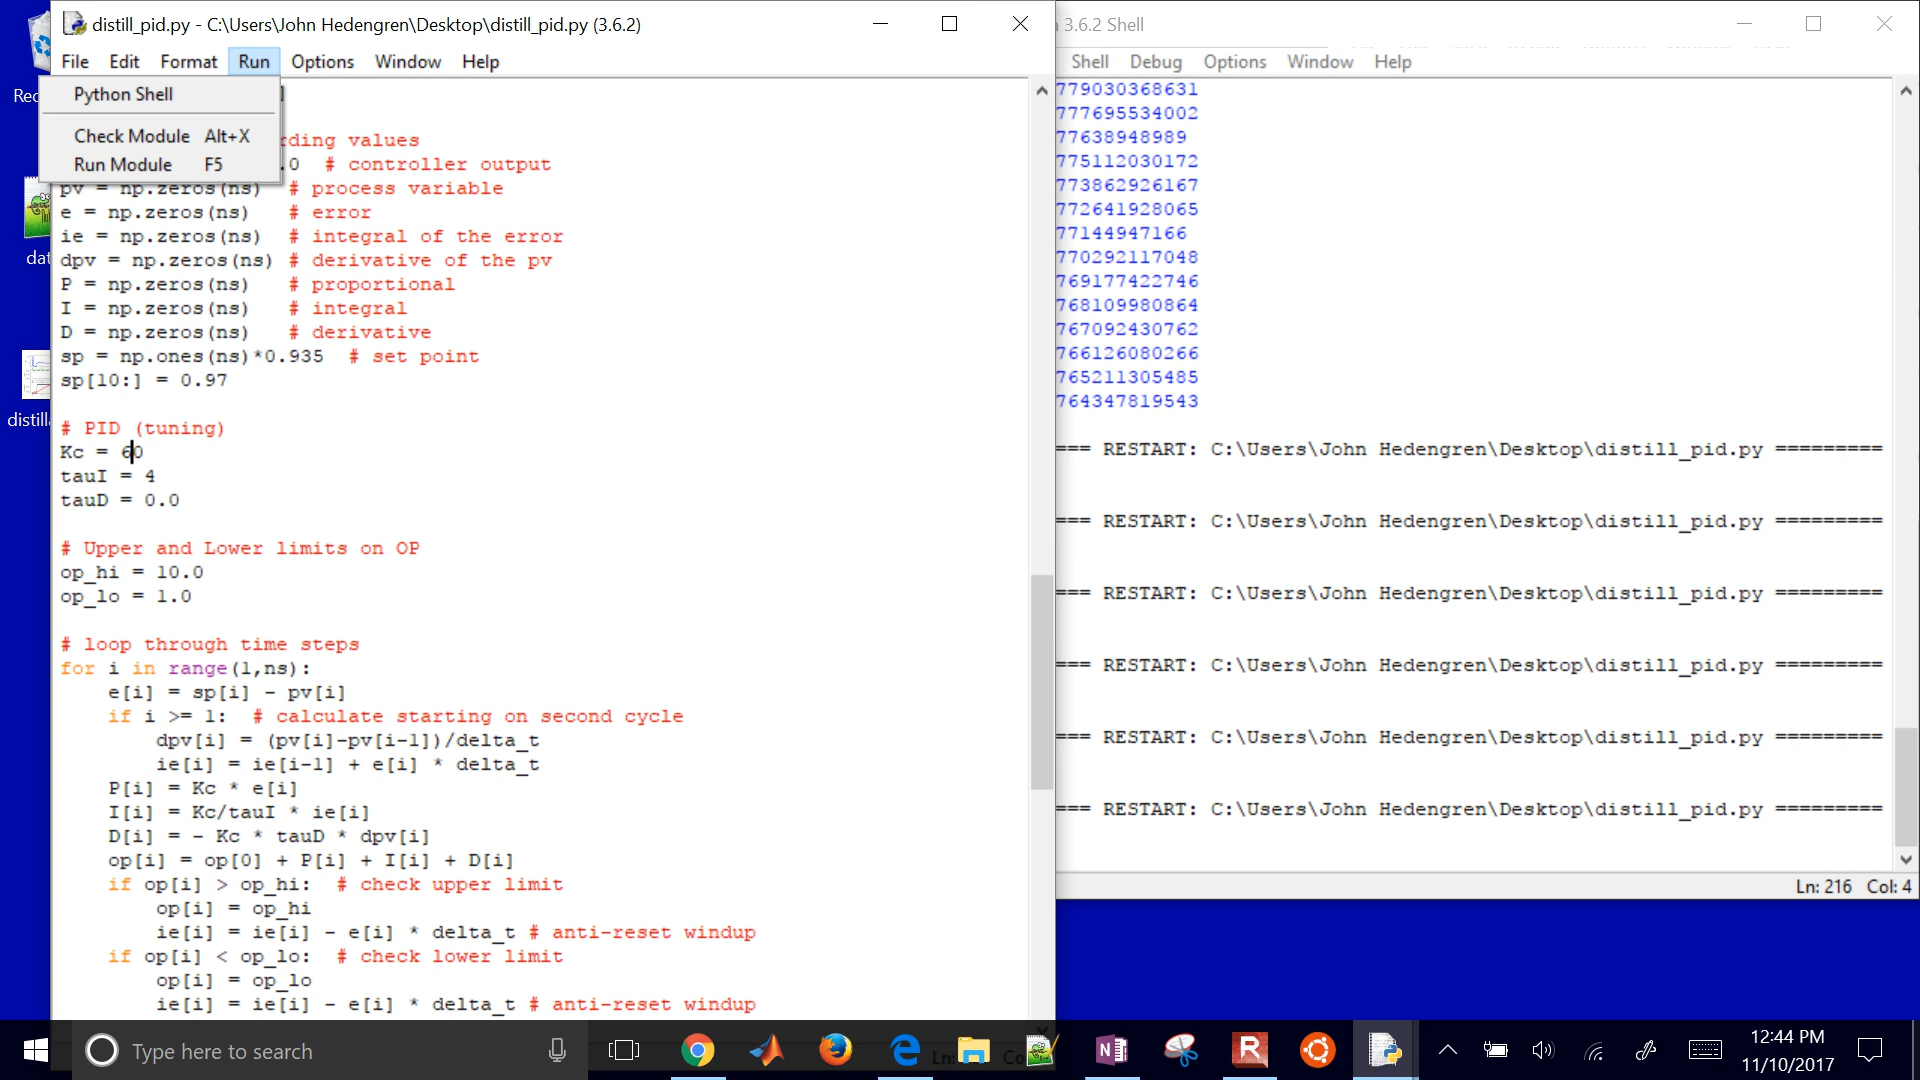 distill_pid.py - C:\Users\John Hedengren\Desktop\distill_pid.py (3.6.2)
File Edit Format Run Options Window Help
Python Shell
Check Module Alt+X
Run Module F5
]
rding values
.0 # controller output
pv = np.zeros(ns) # process variable
e = np.zeros(ns) # error
ie = np.zeros(ns) # integral of the error
dpv = np.zeros(ns) # derivative of the pv
P = np.zeros(ns) # proportional
I = np.zeros(ns) # integral
D = np.zeros(ns) # derivative
sp = np.ones(ns)*0.935 # set point
sp[10:] = 0.97
# PID (tuning)
Kc = 60
tauI = 4
tauD = 0.0
# Upper and Lower limits on OP
op_hi = 10.0
op_lo = 1.0
# loop through time steps
for i in range(1,ns):
e[i] = sp[i] - pv[i]
if i >= 1: # calculate starting on second cycle
dpv[i] = (pv[i]-pv[i-1])/delta_t
ie[i] = ie[i-1] + e[i] * delta_t
P[i] = Kc * e[i]
I[i] = Kc/tauI * ie[i]
D[i] = - Kc * tauD * dpv[i]
op[i] = op[0] + P[i] + I[i] + D[i]
if op[i] > op_hi: # check upper limit
op[i] = op_hi
ie[i] = ie[i] - e[i] * delta_t # anti-reset windup
if op[i] < op_lo: # check lower limit
op[i] = op_lo
ie[i] = ie[i] - e[i] * delta_t # anti-reset windup
3.6.2 Shell
Shell Debug Options Window Help
779030368631
777695534002
77638948989
775112030172
773862926167
772641928065
77144947166
770292117048
769177422746
768109980864
767092430762
766126080266
765211305485
764347819543
=== RESTART: C:\Users\John Hedengren\Desktop\distill_pid.py =========
=== RESTART: C:\Users\John Hedengren\Desktop\distill_pid.py =========
=== RESTART: C:\Users\John Hedengren\Desktop\distill_pid.py =========
=== RESTART: C:\Users\John Hedengren\Desktop\distill_pid.py =========
=== RESTART: C:\Users\John Hedengren\Desktop\distill_pid.py =========
=== RESTART: C:\Users\John Hedengren\Desktop\distill_pid.py =========
Ln: 216 Col: 4
Rec
dat
distill
Type here to search
Ln:
Co
N
R
12:44 PM
11/10/2017